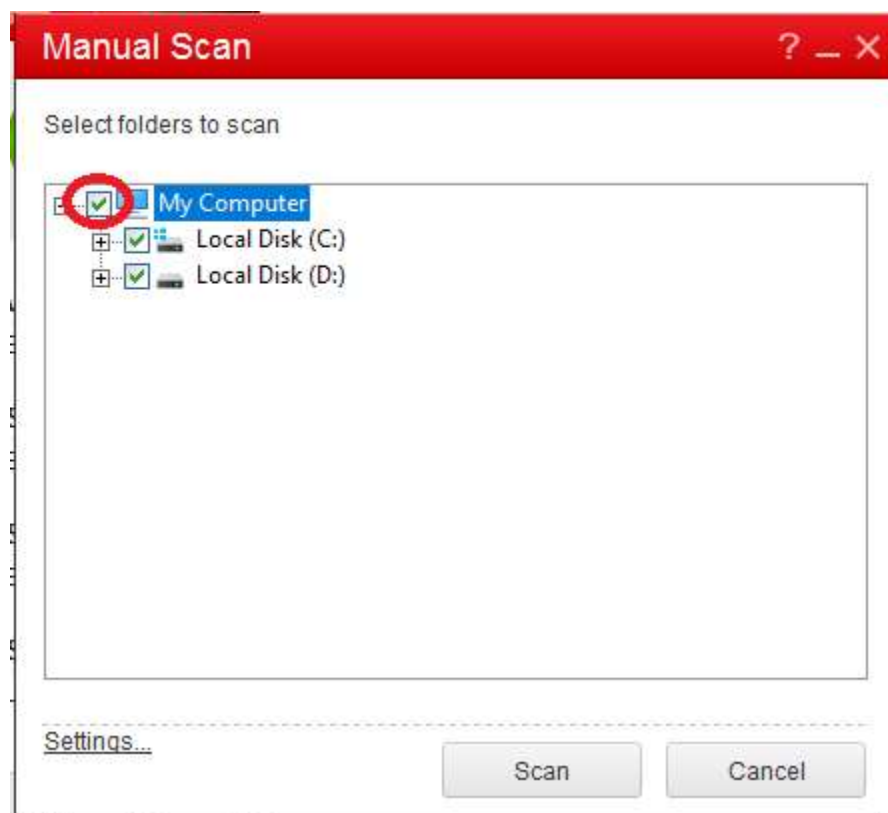 Manual Scan ?
Select folders to scan
My Computer
Local Disk (C:)
Local Disk (D:)
Settings...
Scan Cancel